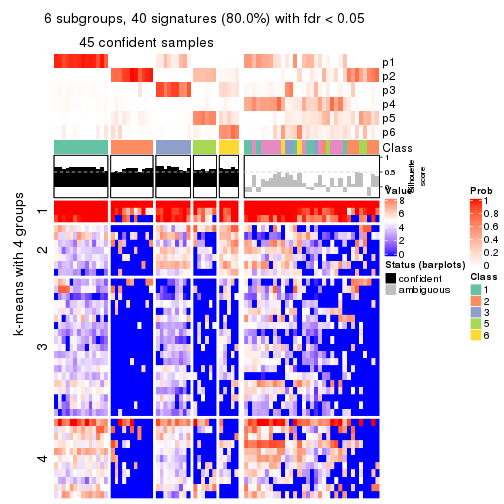 6 subgroups, 40 signatures (80.0%) with fdr < 0.05
45 confident samples
p1
p2
p3
p4
p5
p6
Class
1
0.5
0
Silhouette
score
k-means with 4 groups
1
2
3
4
Value
8
6
4
2
0
Status (barplots)
confident
ambiguous
Prob
1
0.8
0.6
0.4
0.2
0
Class
1
2
3
5
6